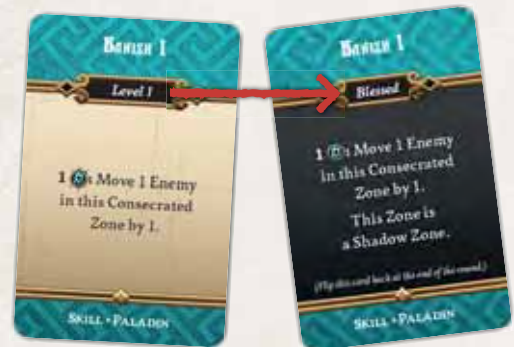 Banish 1
Level 1
1 : Move 1 Enemy
in this Consecrated
Zone by 1.
Skill • Paladin
Banish 1
Blessed
1 : Move 1 Enemy
in this Consecrated
Zone by 1.
This Zone is
a Shadow Zone.
(Flip this card back at the end of the round.)
Skill • Paladin